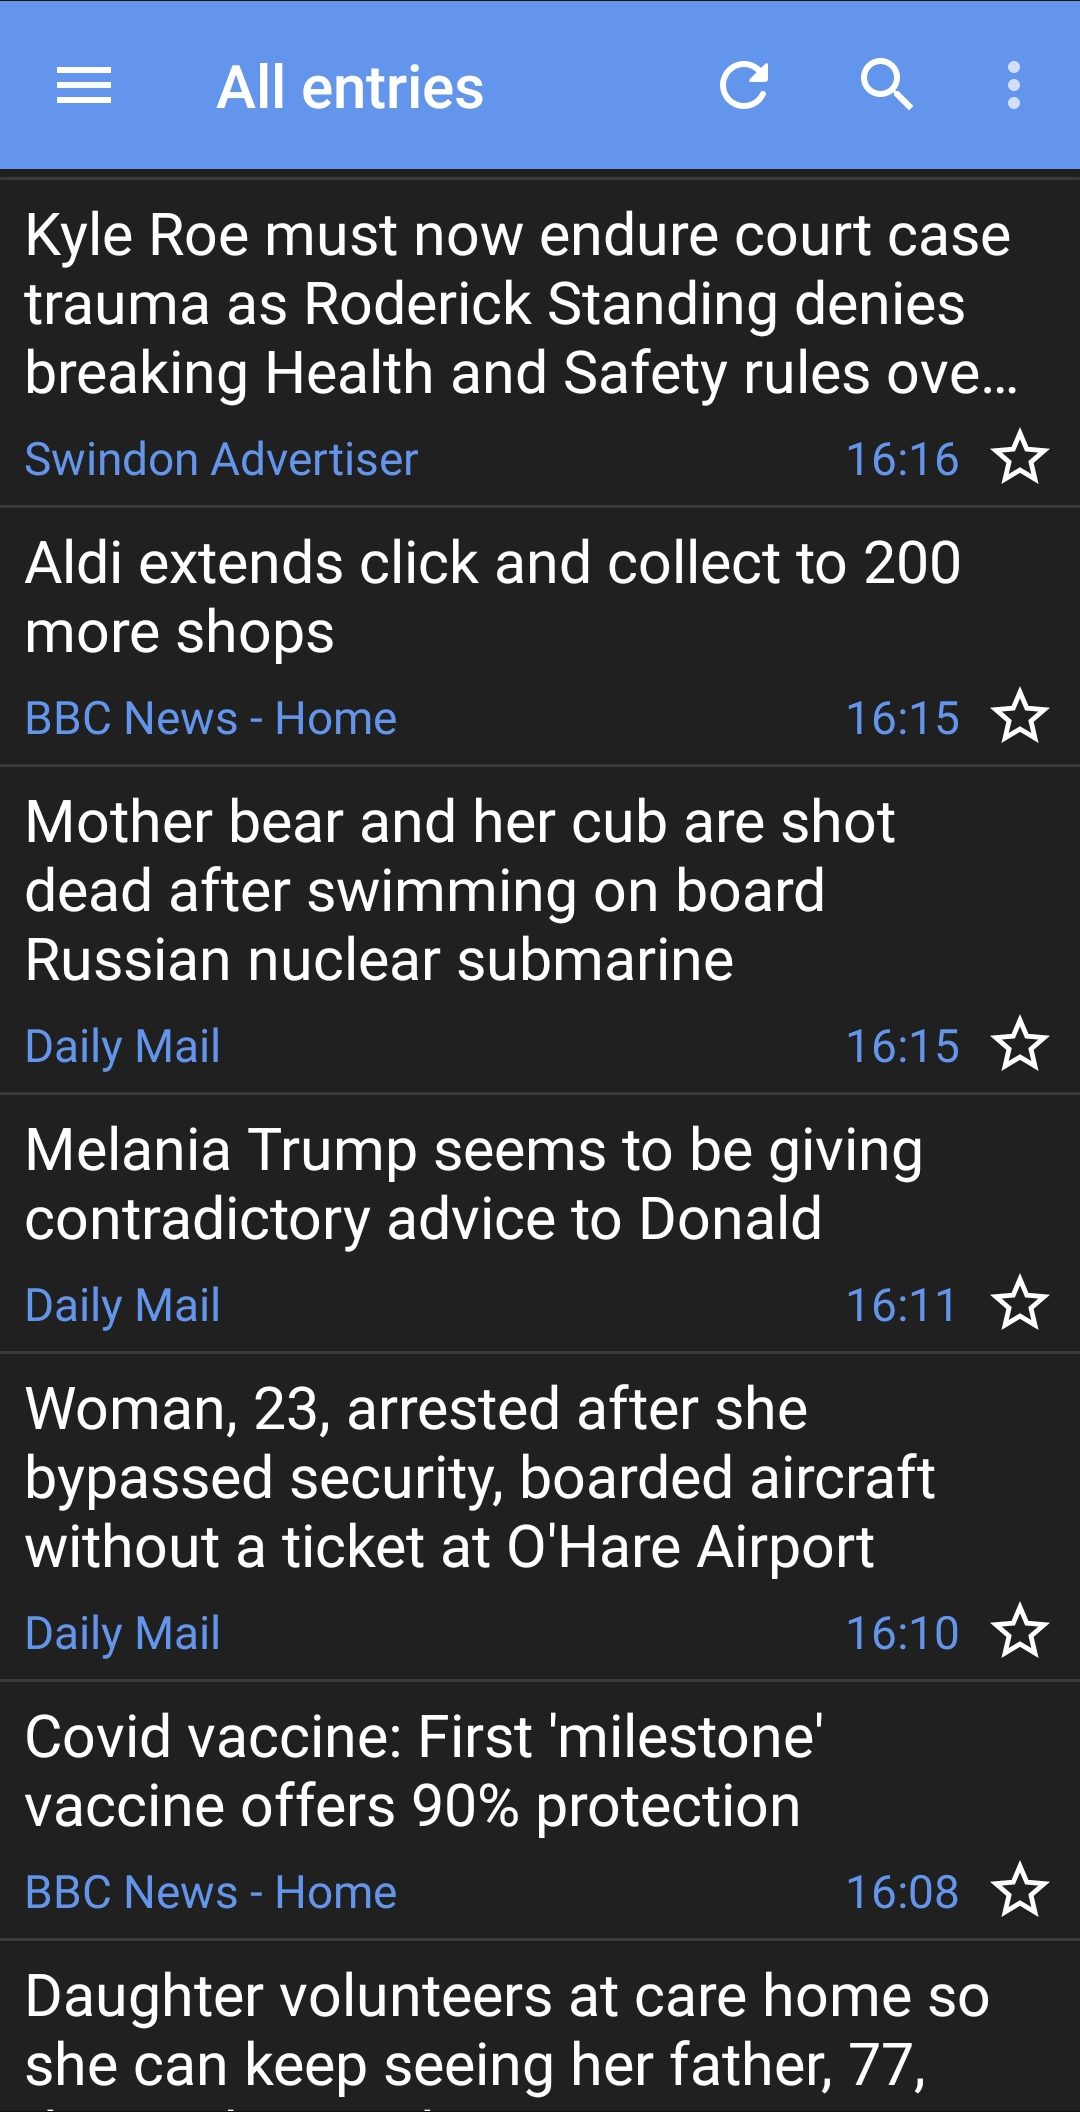 All entries
Kyle Roe must now endure court case
trauma as Roderick Standing denies
breaking Health and Safety rules ove…
Swindon Advertiser 16:16
Aldi extends click and collect to 200
more shops
BBC News - Home 16:15
Mother bear and her cub are shot
dead after swimming on board
Russian nuclear submarine
Daily Mail 16:15
Melania Trump seems to be giving
contradictory advice to Donald
Daily Mail 16:11
Woman, 23, arrested after she
bypassed security, boarded aircraft
without a ticket at O'Hare Airport
Daily Mail 16:10
Covid vaccine: First 'milestone'
vaccine offers 90% protection
BBC News - Home 16:08
Daughter volunteers at care home so
she can keep seeing her father, 77,